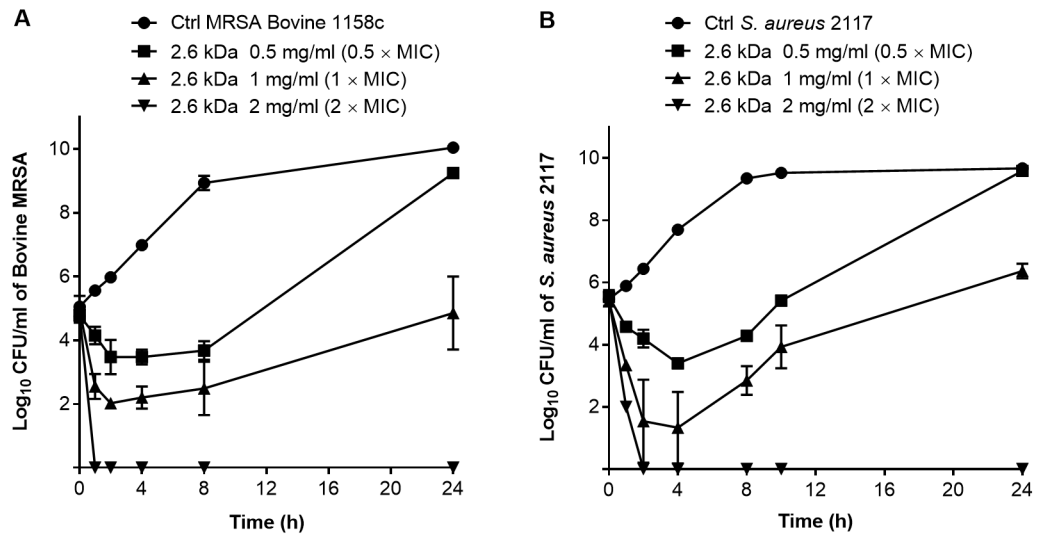 A
Ctrl MRSA Bovine 1158c
2.6 kDa 0.5 mg/ml (0.5 × MIC)
2.6 kDa 1 mg/ml (1 × MIC)
2.6 kDa 2 mg/ml (2 × MIC)
Log10 CFU/ml of Bovine MRSA
10
8
6
4
2
0 4 8 12 16 20 24
Time (h)
B
Ctrl S. aureus 2117
2.6 kDa 0.5 mg/ml (0.5 × MIC)
2.6 kDa 1 mg/ml (1 × MIC)
2.6 kDa 2 mg/ml (2 × MIC)
Log10 CFU/ml of S. aureus 2117
10
8
6
4
2
0 4 8 12 16 20 24
Time (h)